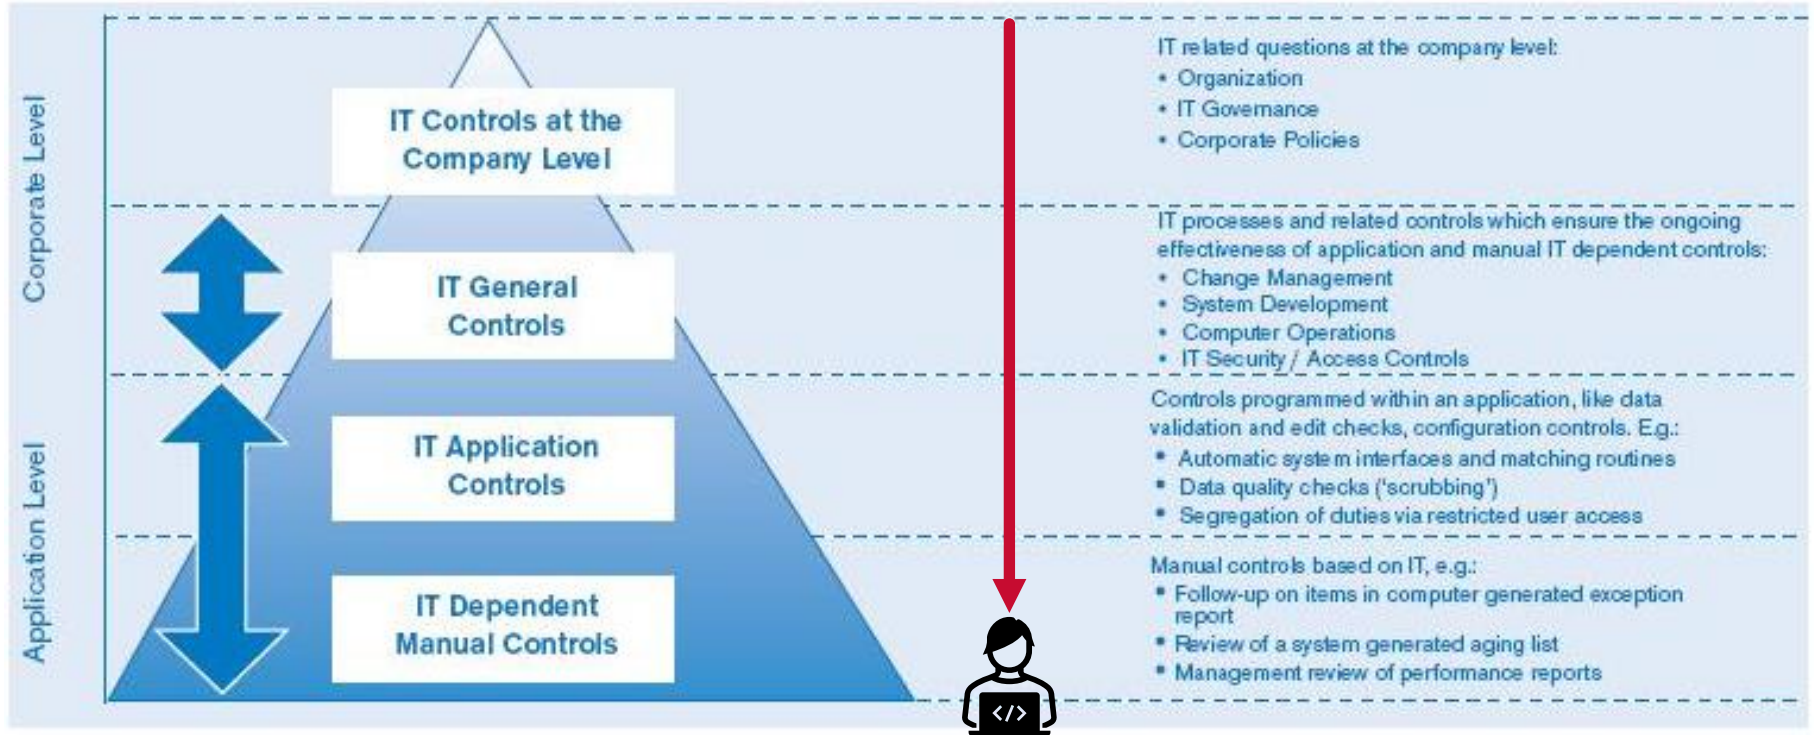 Corporate Level
Application Level
IT Controls at the
Company Level
IT General
Controls
IT Application
Controls
IT Dependent
Manual Controls
IT related questions at the company level:
• Organization
• IT Governance
• Corporate Policies
IT processes and related controls which ensure the ongoing
effectiveness of application and manual IT dependent controls:
• Change Management
• System Development
• Computer Operations
• IT Security / Access Controls
Controls programmed within an application, like data
validation and edit checks, configuration controls. E.g.:
• Automatic system interfaces and matching routines
• Data quality checks ('scrubbing')
• Segregation of duties via restricted user access
Manual controls based on IT, e.g.:
• Follow-up on items in computer generated exception
report
• Review of a system generated aging list
• Management review of performance reports
</>